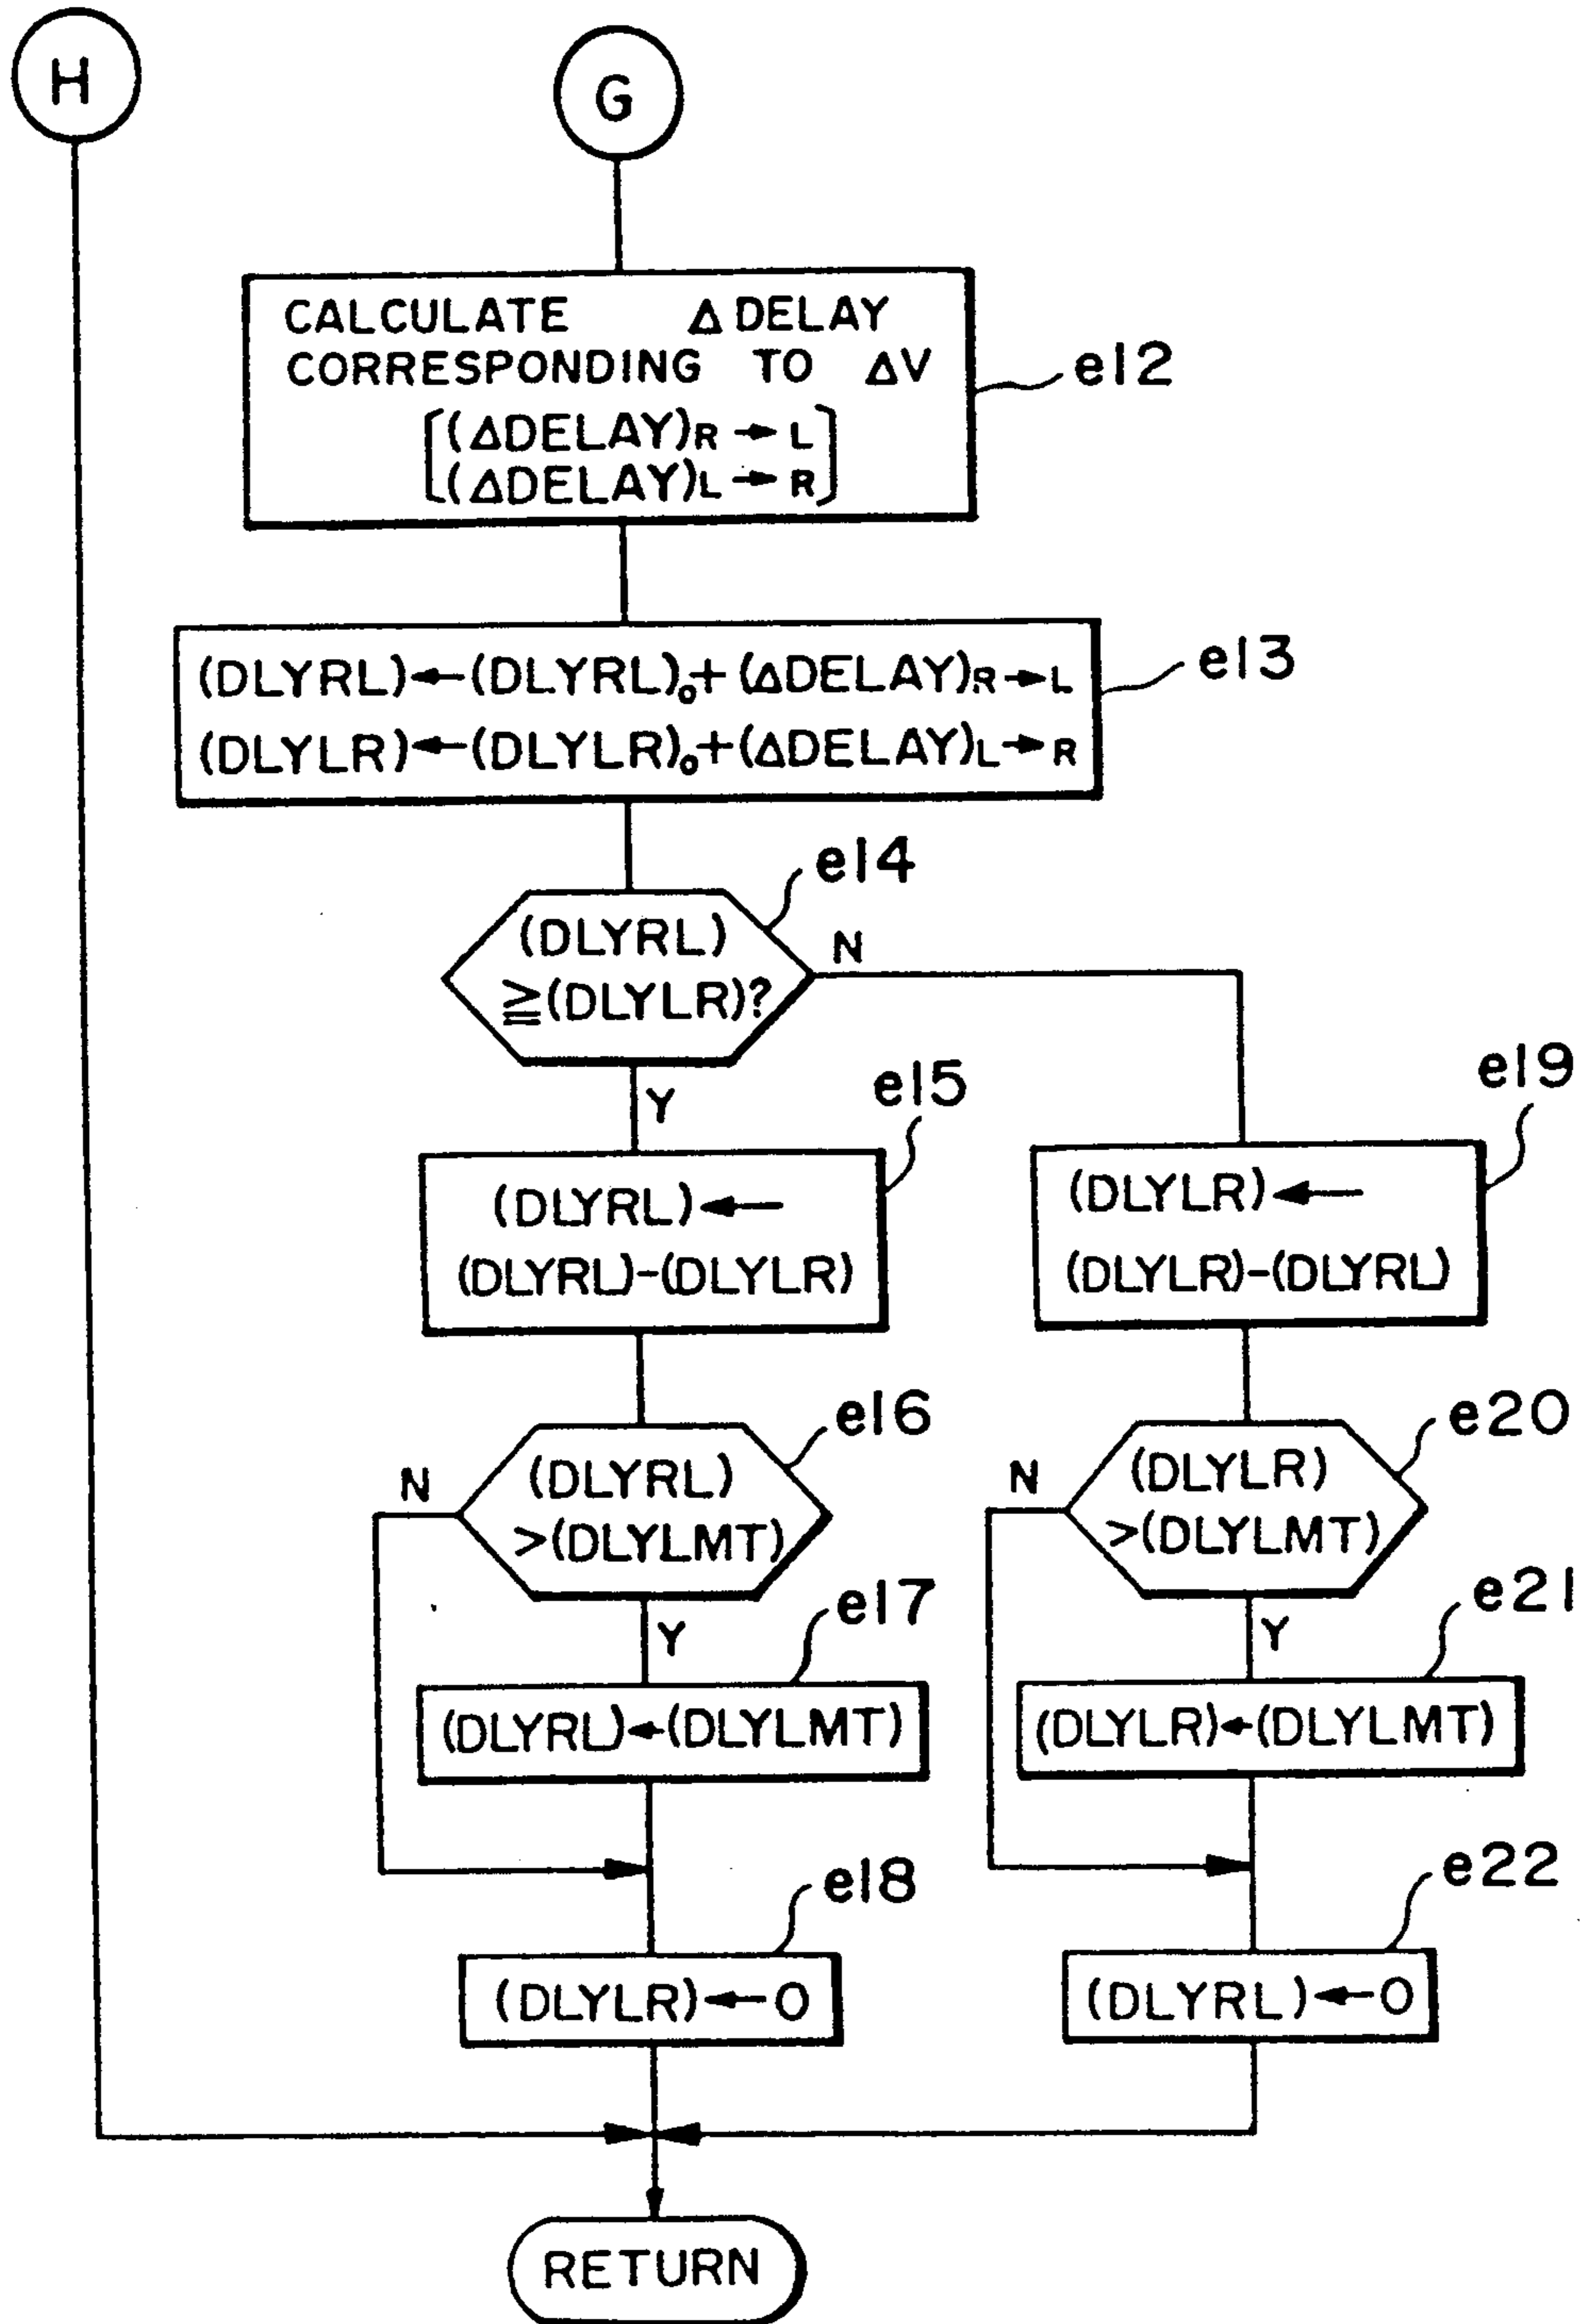 H
G
CALCULATE Δ DELAY
CORRESPONDING TO ΔV
[(ΔDELAY)R → L]
[(ΔDELAY)L → R]
e12
(DLYRL)←(DLYRL)₀+(ΔDELAY)R→L
(DLYLR)←(DLYLR)₀+(ΔDELAY)L→R
e13
e14
(DLYRL)
≧(DLYLR)?
N
Y
e15
(DLYRL)←
(DLYRL)-(DLYLR)
e19
(DLYLR)←
(DLYLR)-(DLYRL)
e16
N
(DLYRL)
>(DLYLMT)
Y
e20
N
(DLYLR)
>(DLYLMT)
Y
e17
(DLYRL)←(DLYLMT)
e21
(DLYLR)←(DLYLMT)
e18
(DLYLR)←0
e22
(DLYRL)←0
RETURN